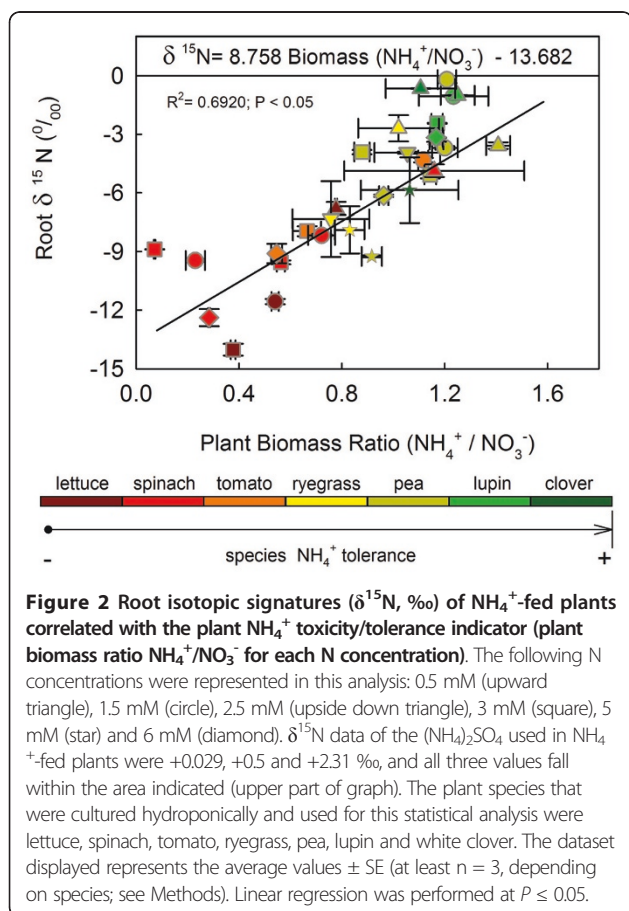 δ ¹⁵N= 8.758 Biomass (NH₄⁺/NO₃⁻) - 13.682
R²= 0.6920; P < 0.05
0
-3
-6
-9
-12
-15
Root δ ¹⁵N (⁰/₀₀)
0.0 0.4 0.8 1.2 1.6
Plant Biomass Ratio (NH₄⁺ / NO₃⁻)
lettuce spinach tomato ryegrass pea lupin clover
- species NH₄⁺ tolerance +
Figure 2 Root isotopic signatures (δ¹⁵N, ‰) of NH₄⁺-fed plants
correlated with the plant NH₄⁺ toxicity/tolerance indicator (plant
biomass ratio NH₄⁺/NO₃⁻ for each N concentration). The following N
concentrations were represented in this analysis: 0.5 mM (upward
triangle), 1.5 mM (circle), 2.5 mM (upside down triangle), 3 mM (square), 5
mM (star) and 6 mM (diamond). δ¹⁵N data of the (NH₄)₂SO₄ used in NH₄
⁺-fed plants were +0.029, +0.5 and +2.31 ‰, and all three values fall
within the area indicated (upper part of graph). The plant species that
were cultured hydroponically and used for this statistical analysis were
lettuce, spinach, tomato, ryegrass, pea, lupin and white clover. The dataset
displayed represents the average values ± SE (at least n = 3, depending
on species; see Methods). Linear regression was performed at P ≤ 0.05.